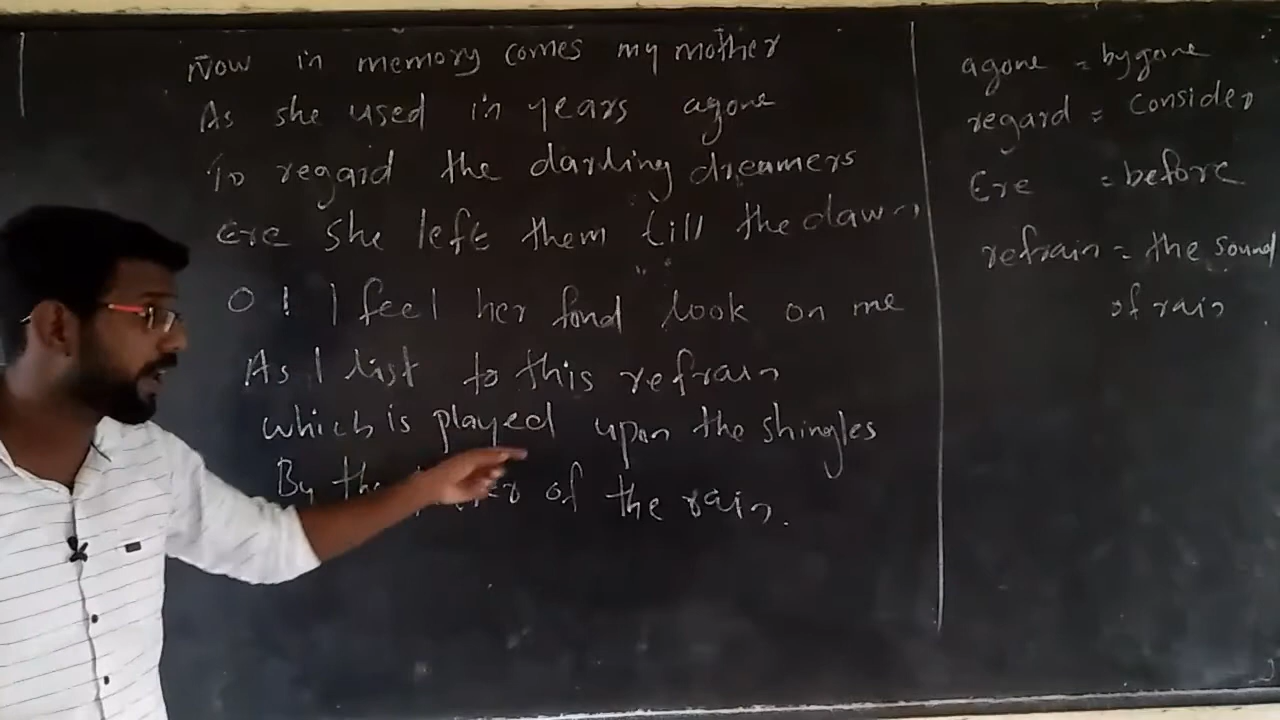 Now in memory comes my mother
As she used in years agone
To regard the darling dreamers
Ere she left them till the dawn
O! I feel her fond look on me
As I list to this refrain
which is played upon the shingles
By the of the rain.
agone = bygone
regard = Consider
Ere = before
refrain = the sound
of rain